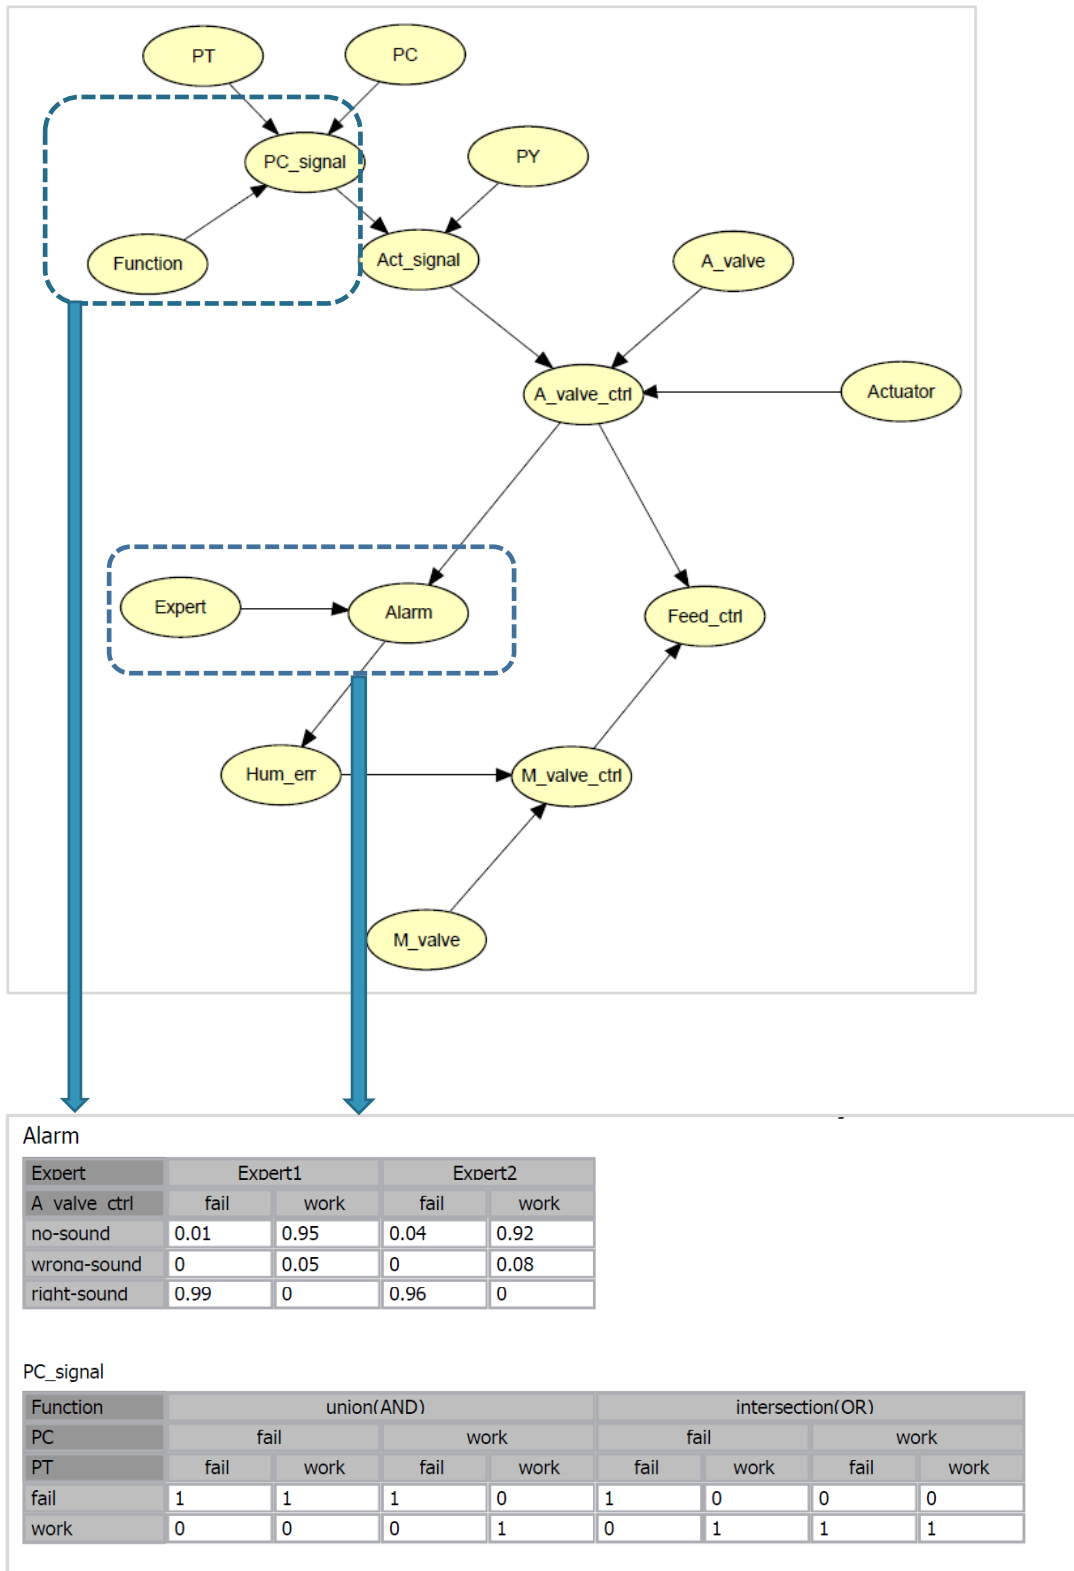 PT
PC
PC_signal
PY
Function
Act_signal
A_valve
A_valve_ctrl
Actuator
Expert
Alarm
Feed_ctrl
Hum_err
M_valve_ctrl
M_valve
Alarm
Expert Expert1 Expert2
A valve ctrl fail work fail work
no-sound 0.01 0.95 0.04 0.92
wrong-sound 0 0.05 0 0.08
right-sound 0.99 0 0.96 0
PC_signal
Function union(AND) intersection(OR)
PC fail work fail work
PT fail work fail work fail work fail work
fail 1 1 1 0 1 0 0 0
work 0 0 0 1 0 1 1 1